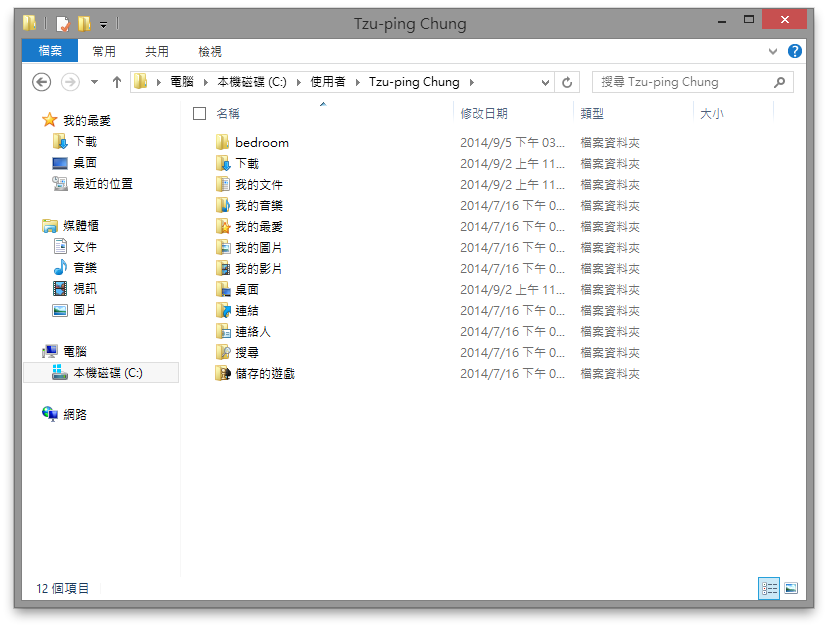 Tzu-ping Chung
檔案 常用 共用 檢視
電腦 本機磁碟 (C:) 使用者 Tzu-ping Chung 搜尋 Tzu-ping Chung
我的最愛
下載
桌面
最近的位置
媒體櫃
文件
音樂
視訊
圖片
電腦
本機磁碟 (C:)
網路
名稱 修改日期 類型 大小
bedroom 2014/9/5 下午 03... 檔案資料夾
下載 2014/9/2 上午 11... 檔案資料夾
我的文件 2014/9/2 上午 11... 檔案資料夾
我的音樂 2014/7/16 下午 0... 檔案資料夾
我的最愛 2014/7/16 下午 0... 檔案資料夾
我的圖片 2014/7/16 下午 0... 檔案資料夾
我的影片 2014/7/16 下午 0... 檔案資料夾
桌面 2014/9/2 上午 11... 檔案資料夾
連結 2014/7/16 下午 0... 檔案資料夾
連絡人 2014/7/16 下午 0... 檔案資料夾
搜尋 2014/7/16 下午 0... 檔案資料夾
儲存的遊戲 2014/7/16 下午 0... 檔案資料夾
12 個項目